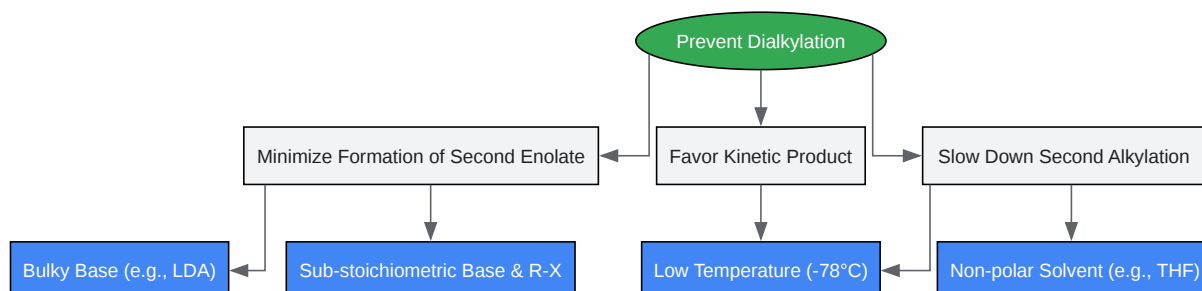 Prevent Dialkylation
Minimize Formation of Second Enolate
Favor Kinetic Product
Slow Down Second Alkylation
Bulky Base (e.g., LDA)
Sub-stoichiometric Base & R-X
Low Temperature (-78°C)
Non-polar Solvent (e.g., THF)